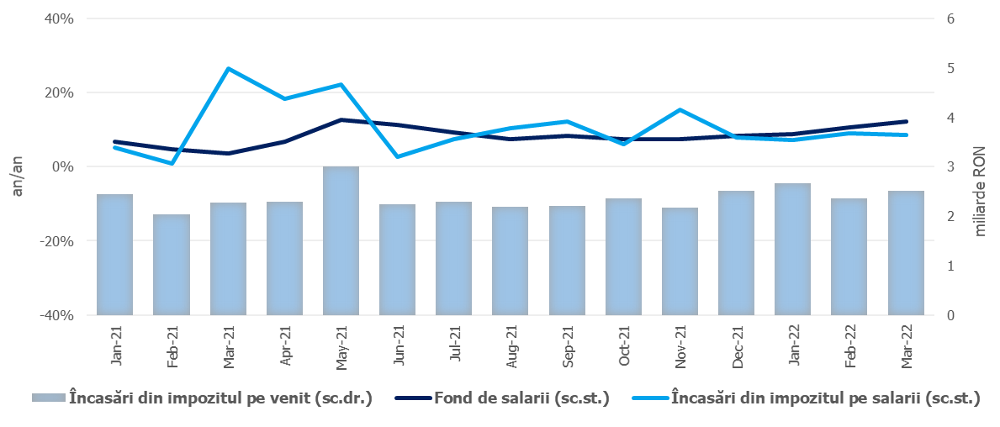 40%
20%
0%
-20%
-40%
an/an
6
5
4
3
2
1
0
miliarde RON
Jan-21
Feb-21
Mar-21
Apr-21
May-21
Jun-21
Jul-21
Aug-21
Sep-21
Oct-21
Nov-21
Dec-21
Jan-22
Feb-22
Mar-22
Încasări din impozitul pe venit (sc.dr.)
Fond de salarii (sc.st.)
Încasări din impozitul pe salarii (sc.st.)